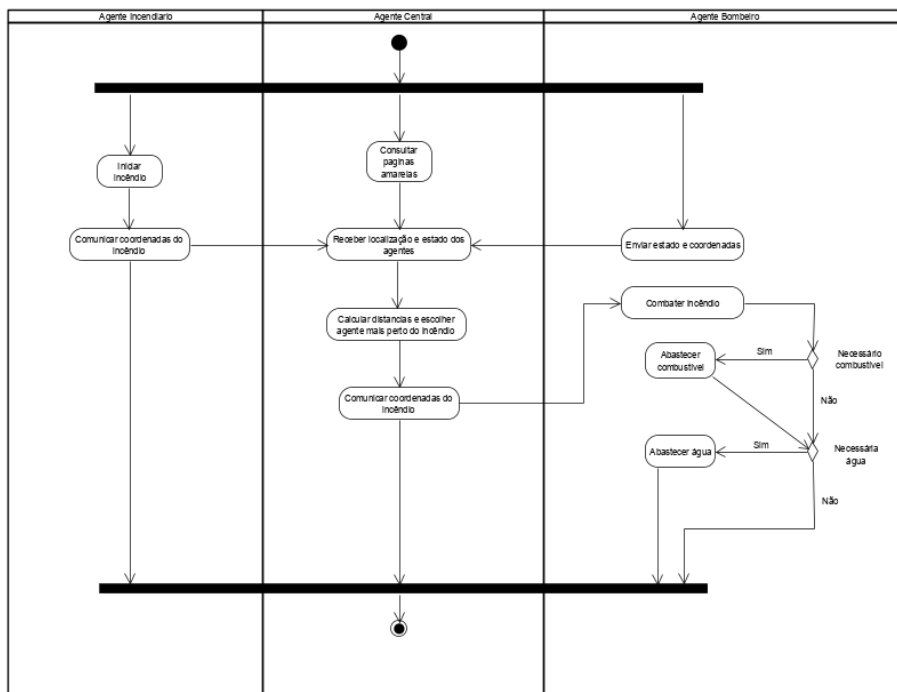 Agente Incendiario
Agente Central
Agente Bombeiro
Consultar
paginas
amarelas
Iniciar
Incêndio
Comunicar coordenadas do
Incêndio
Receber localização e estado dos
agentes
Enviar estado e coordenadas
Combater Incêndio
Calcular distancias e escolher
agente mais perto do Incêndio
Abastecer
combustível
Sim
Necessário
combustível
Não
Comunicar coordenadas do
Incêndio
Abastecer água
Sim
Necessária
água
Não